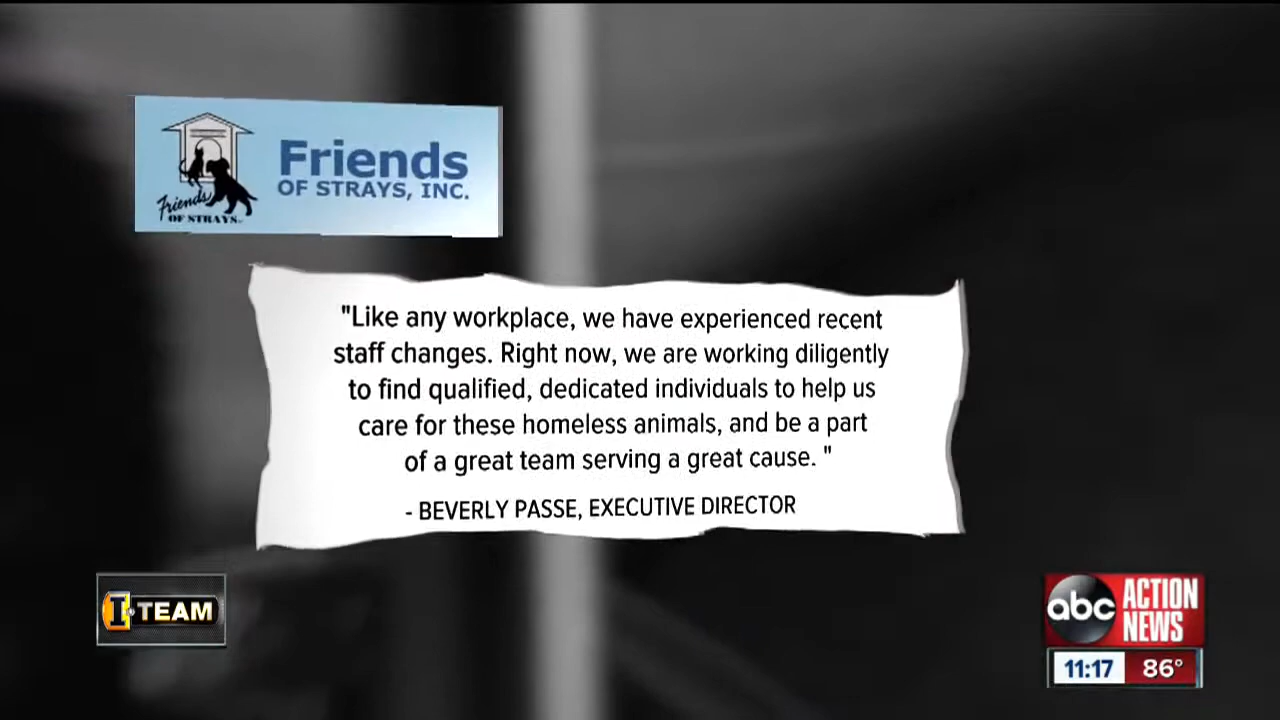 Friends
OF STRAYS, INC.
Friends
OF STRAYS
"Like any workplace, we have experienced recent
staff changes. Right now, we are working diligently
to find qualified, dedicated individuals to help us
care for these homeless animals, and be a part
of a great team serving a great cause. "
- BEVERLY PASSE, EXECUTIVE DIRECTOR
I-TEAM
abc ACTION
NEWS
11:17 86°